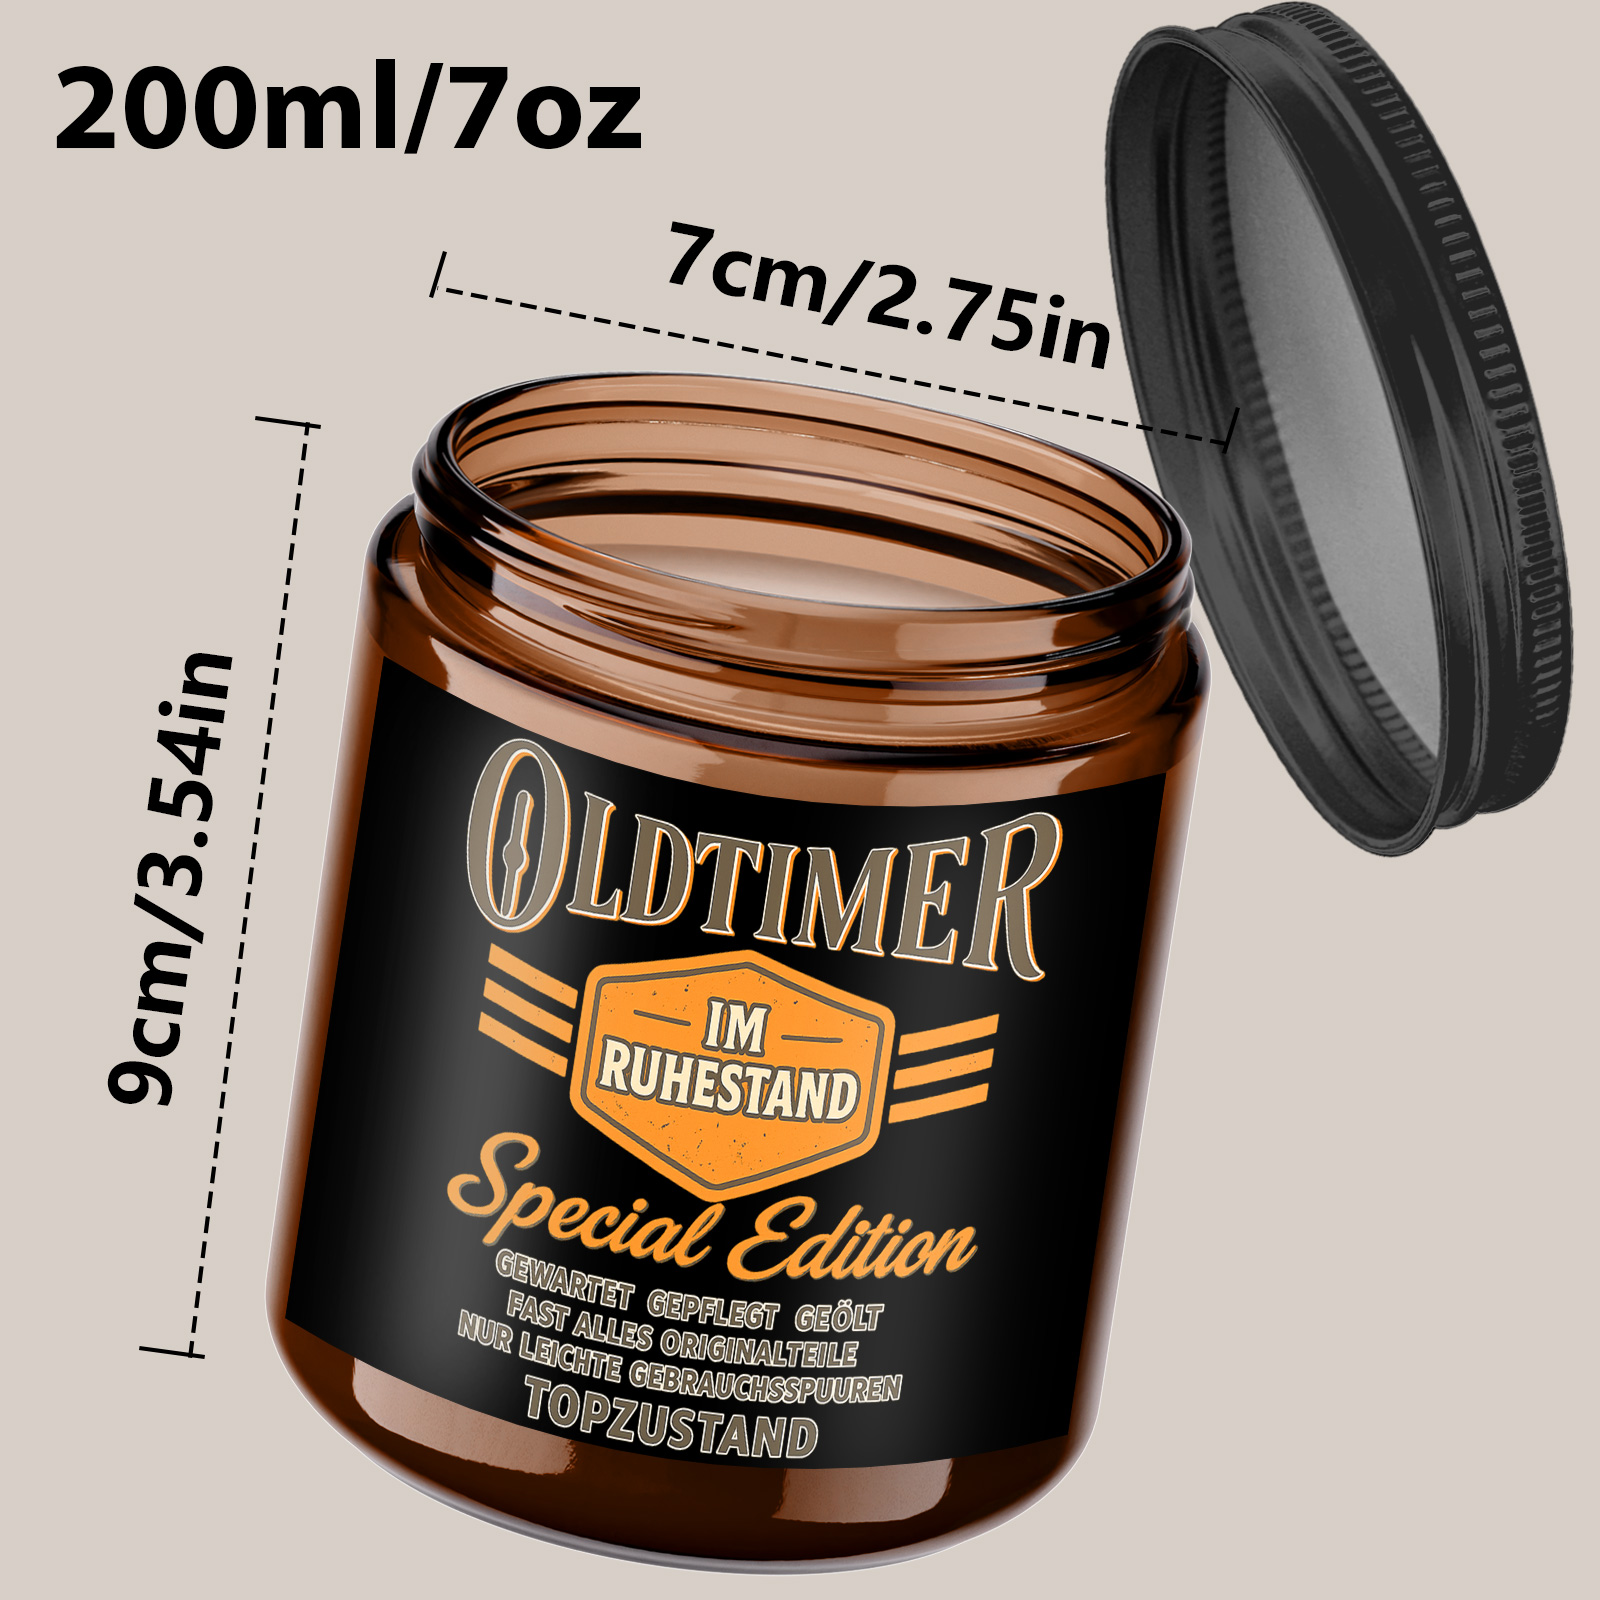 200ml/7oz
7cm/2.75in
9cm/3.54in
OLDTIMER
IM
RUHESTAND
Special Edition
GEWARTET GEPFLEGT GEÖLT
FAST ALLES ORIGINALTEILE
NUR LEICHTE GEBRAUCHSSPUUREN
TOPZUSTAND